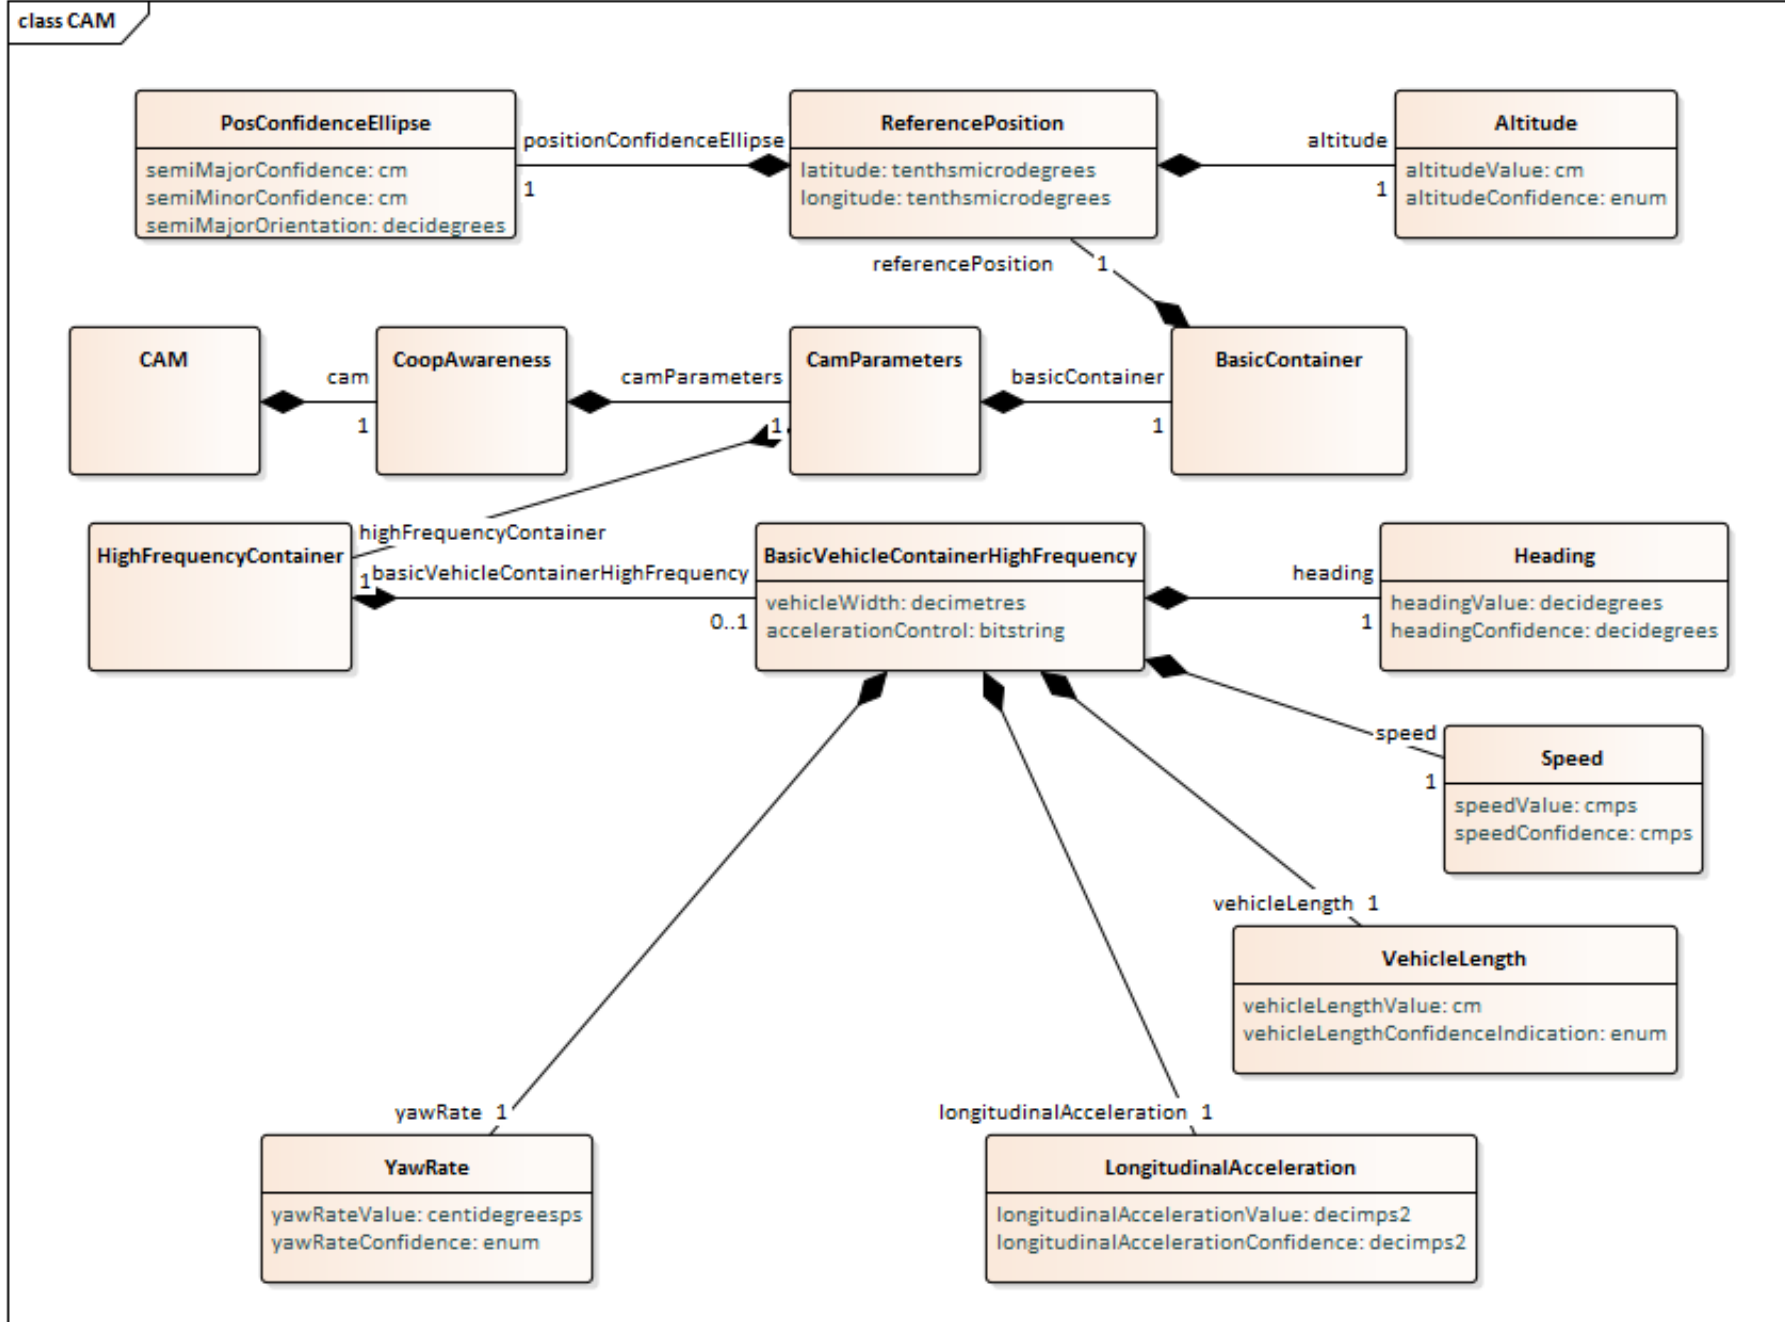 class CAM
PosConfidenceEllipse
semiMajorConfidence: cm
semiMinorConfidence: cm
semiMajorOrientation: decidegrees
positionConfidenceEllipse
1
ReferencePosition
latitude: tenthsmicrodegrees
longitude: tenthsmicrodegrees
altitude
1
Altitude
altitudeValue: cm
altitudeConfidence: enum
referencePosition 1
CAM
cam
1
CoopAwareness
camParameters
1
CamParameters
basicContainer
1
BasicContainer
HighFrequencyContainer
highFrequencyContainer
1
basicVehicleContainerHighFrequency
0..1
BasicVehicleContainerHighFrequency
vehicleWidth: decimetres
accelerationControl: bitstring
heading
1
Heading
headingValue: decidegrees
headingConfidence: decidegrees
speed
1
Speed
speedValue: cmps
speedConfidence: cmps
vehicleLength 1
VehicleLength
vehicleLengthValue: cm
vehicleLengthConfidenceIndication: enum
yawRate 1
YawRate
yawRateValue: centidegreesps
yawRateConfidence: enum
longitudinalAcceleration 1
LongitudinalAcceleration
longitudinalAccelerationValue: decimps2
longitudinalAccelerationConfidence: decimps2